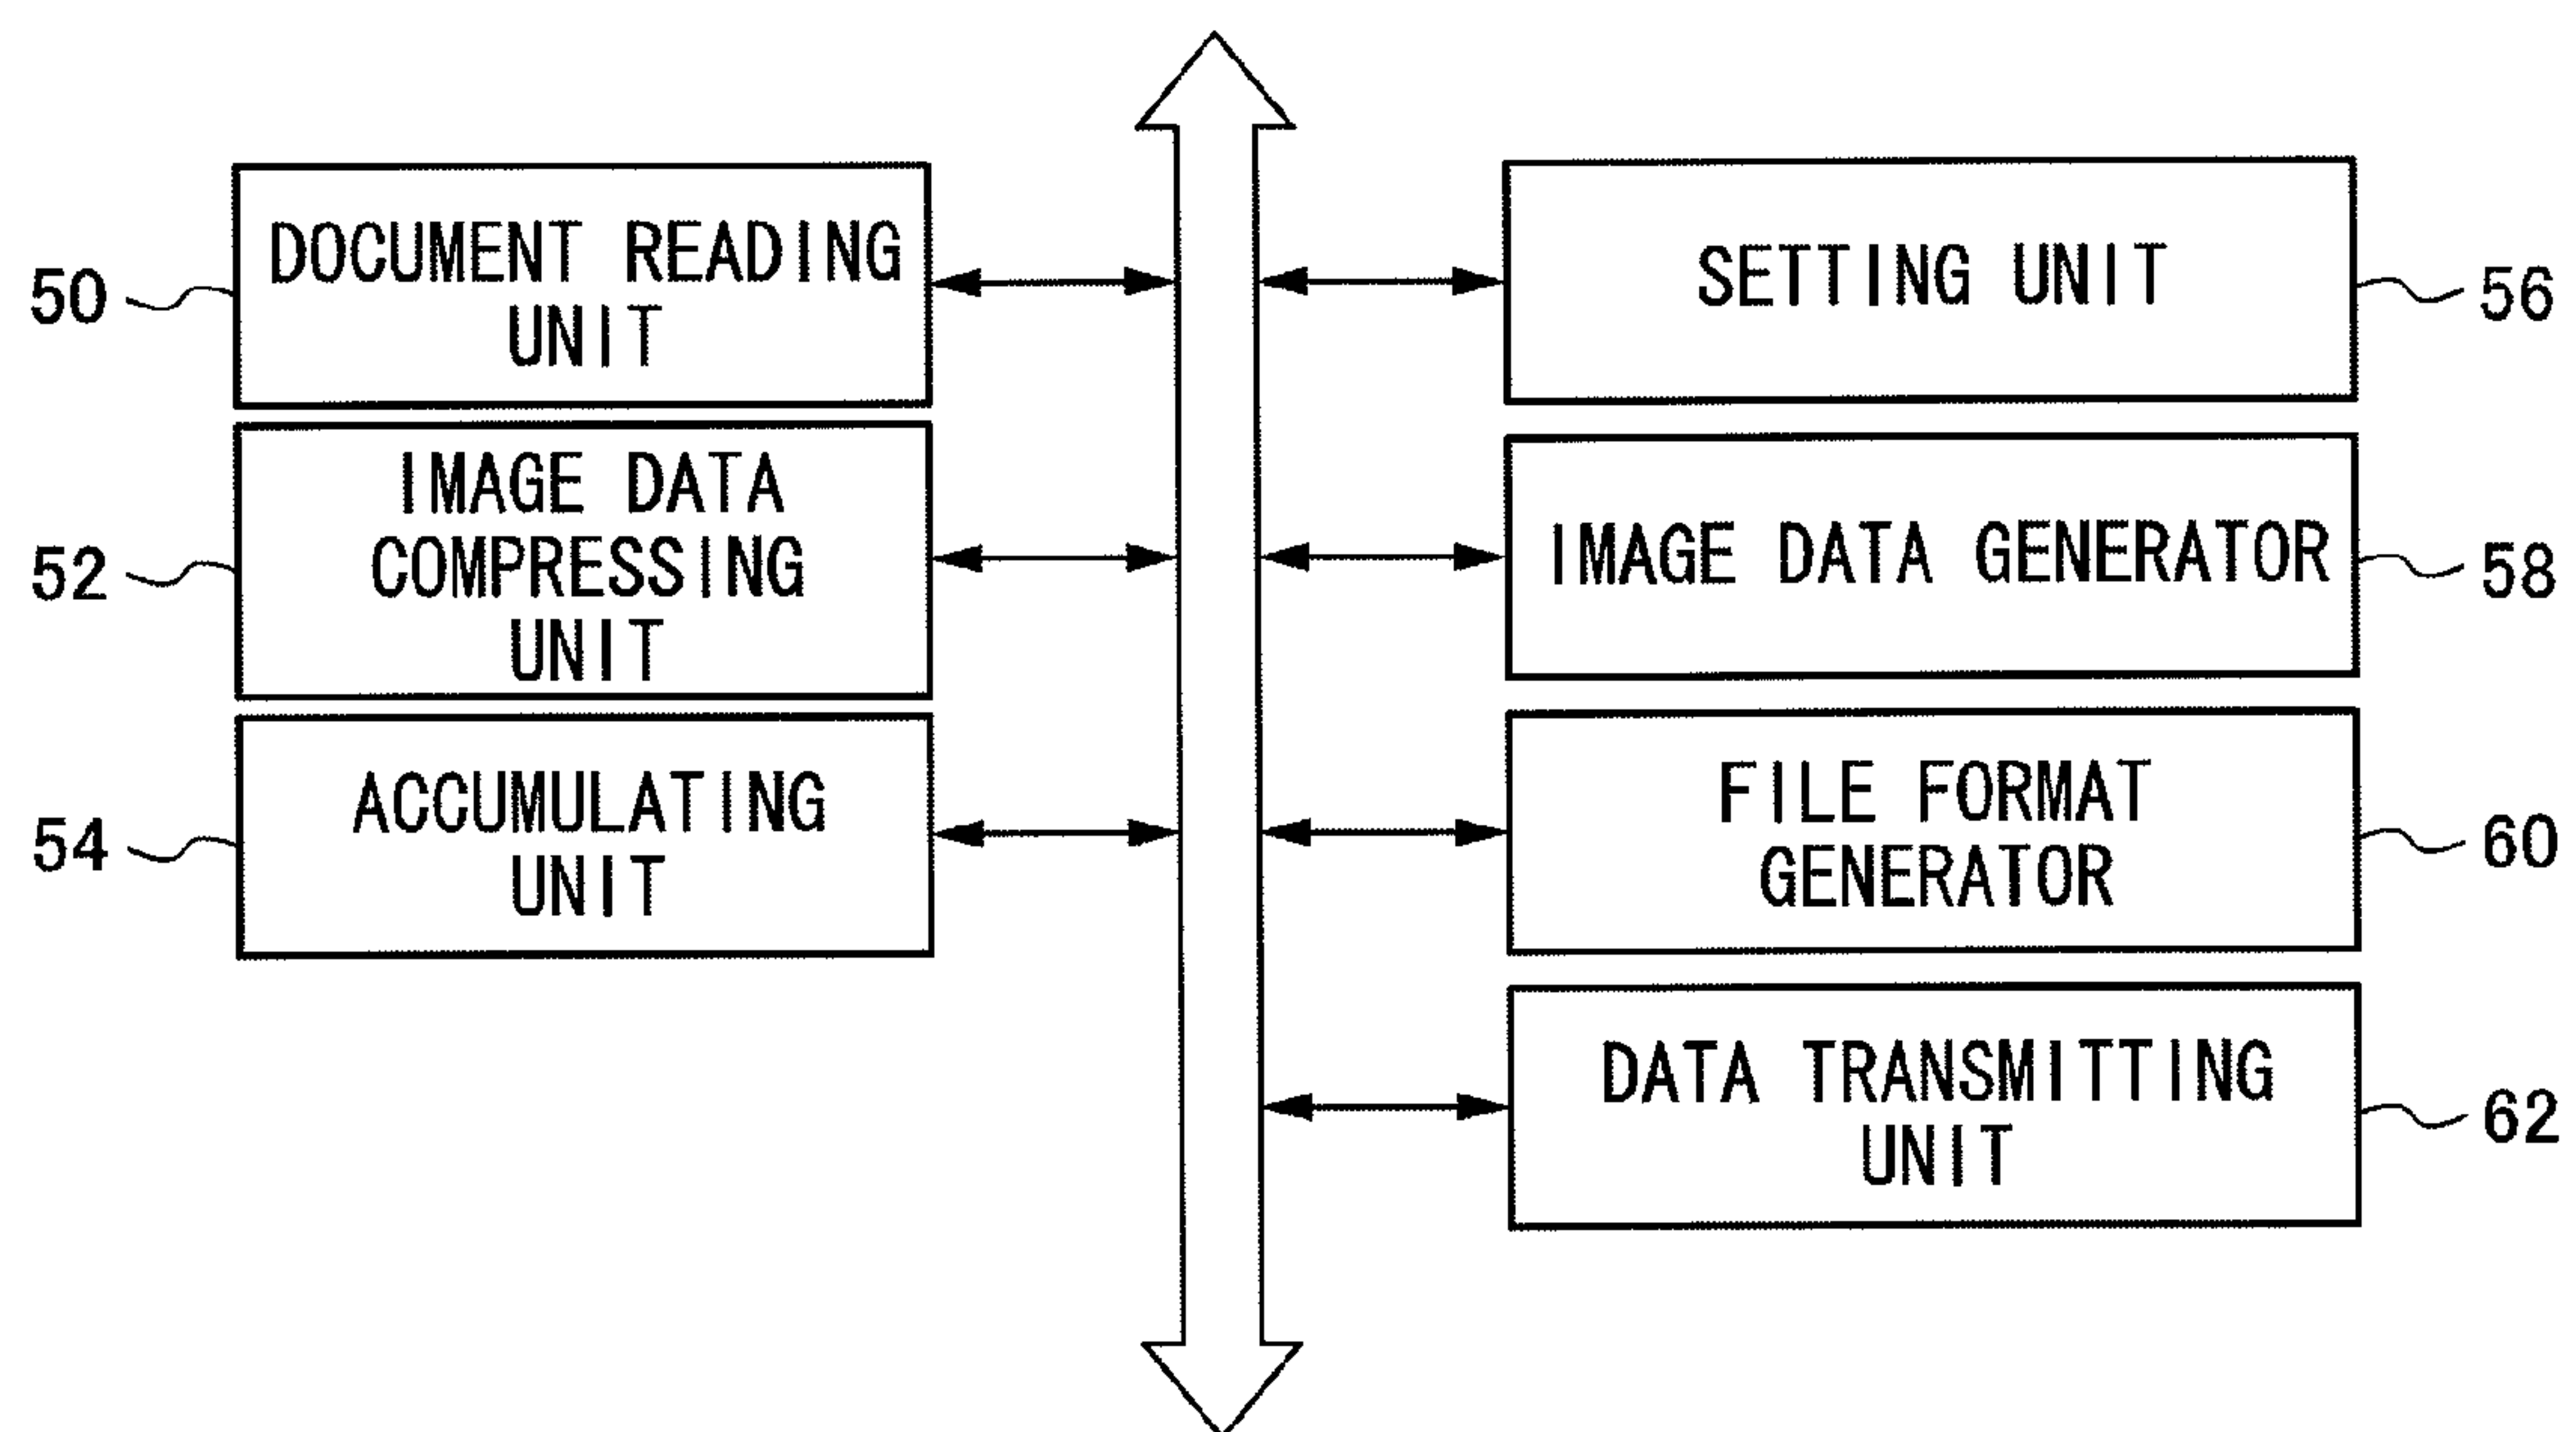 50
DOCUMENT READING
UNIT
52
IMAGE DATA
COMPRESSING
UNIT
54
ACCUMULATING
UNIT
SETTING UNIT
56
IMAGE DATA GENERATOR
58
FILE FORMAT
GENERATOR
60
DATA TRANSMITTING
UNIT
62